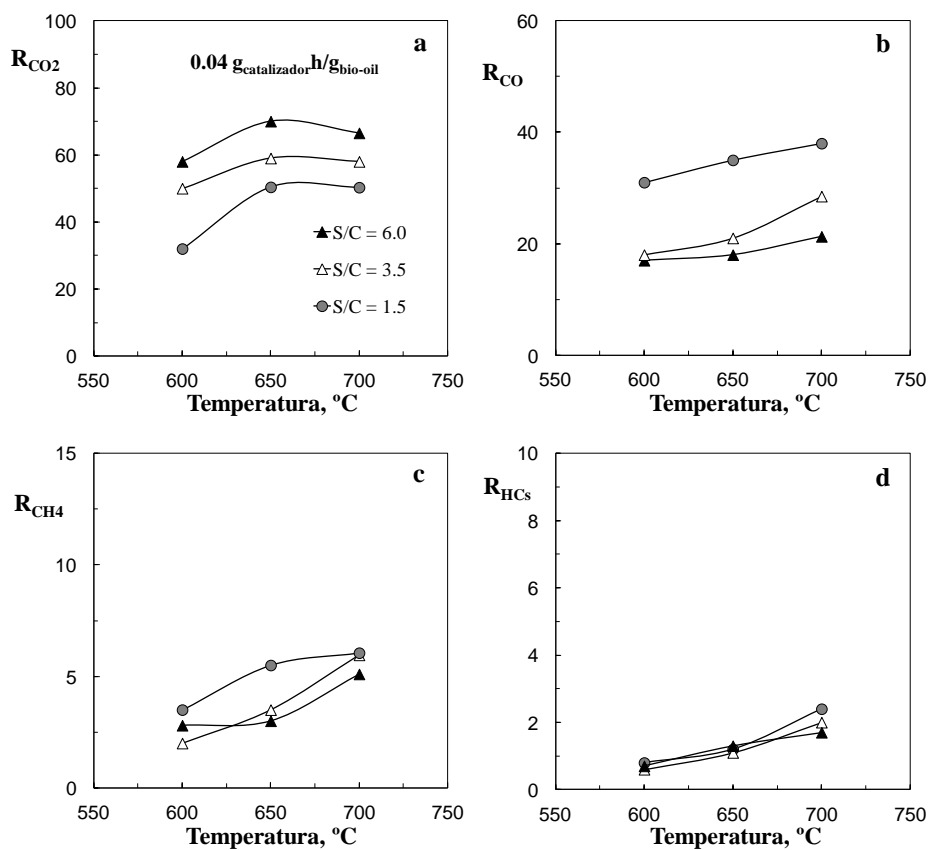 a
R_CO2
0.04 g_catalizador h/g_bio-oil
100
80
60
40
20
0
S/C = 6.0
S/C = 3.5
S/C = 1.5
550 600 650 700 750
Temperatura, ºC
b
R_CO
60
40
20
0
550 600 650 700 750
Temperatura, ºC
c
R_CH4
15
10
5
0
550 600 650 700 750
Temperatura, ºC
d
R_HCs
10
8
6
4
2
0
550 600 650 700 750
Temperatura, ºC